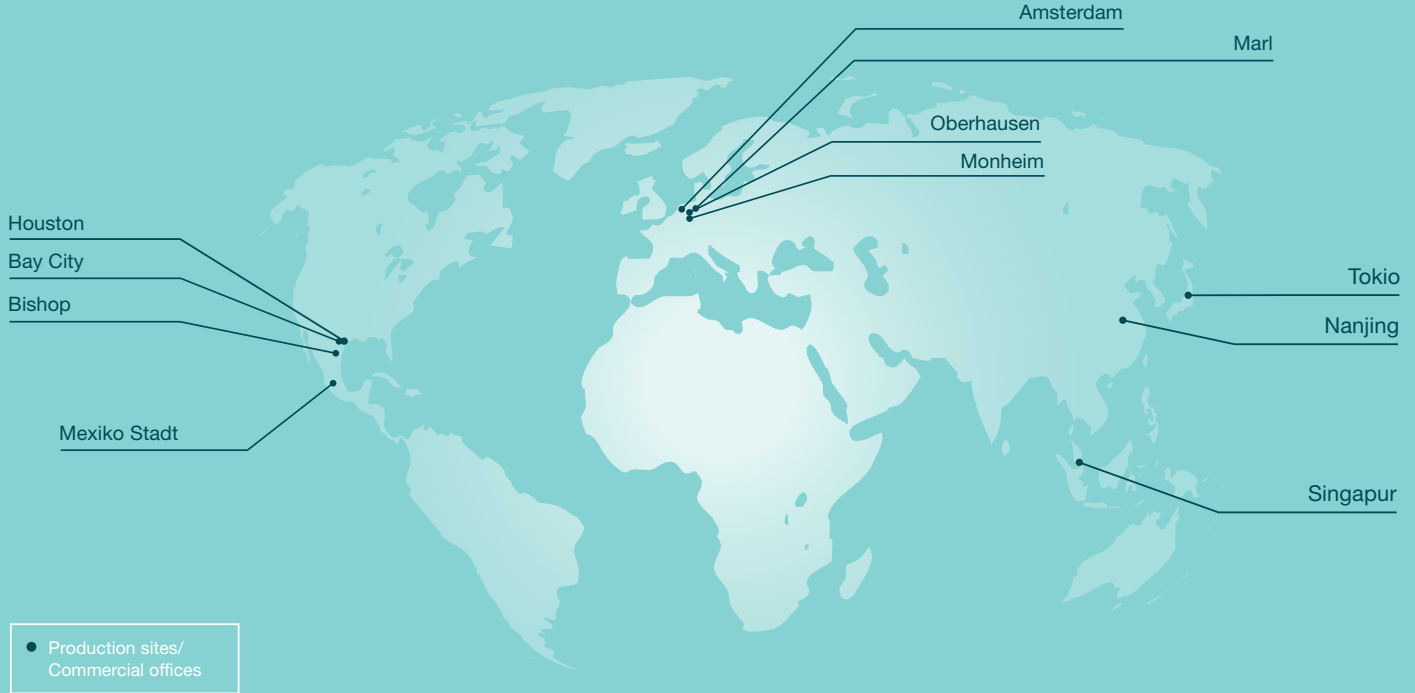 Amsterdam
Marl
Oberhausen
Monheim
Houston
Bay City
Bishop
Mexiko Stadt
Tokio
Nanjing
Singapur
Production sites/
Commercial offices